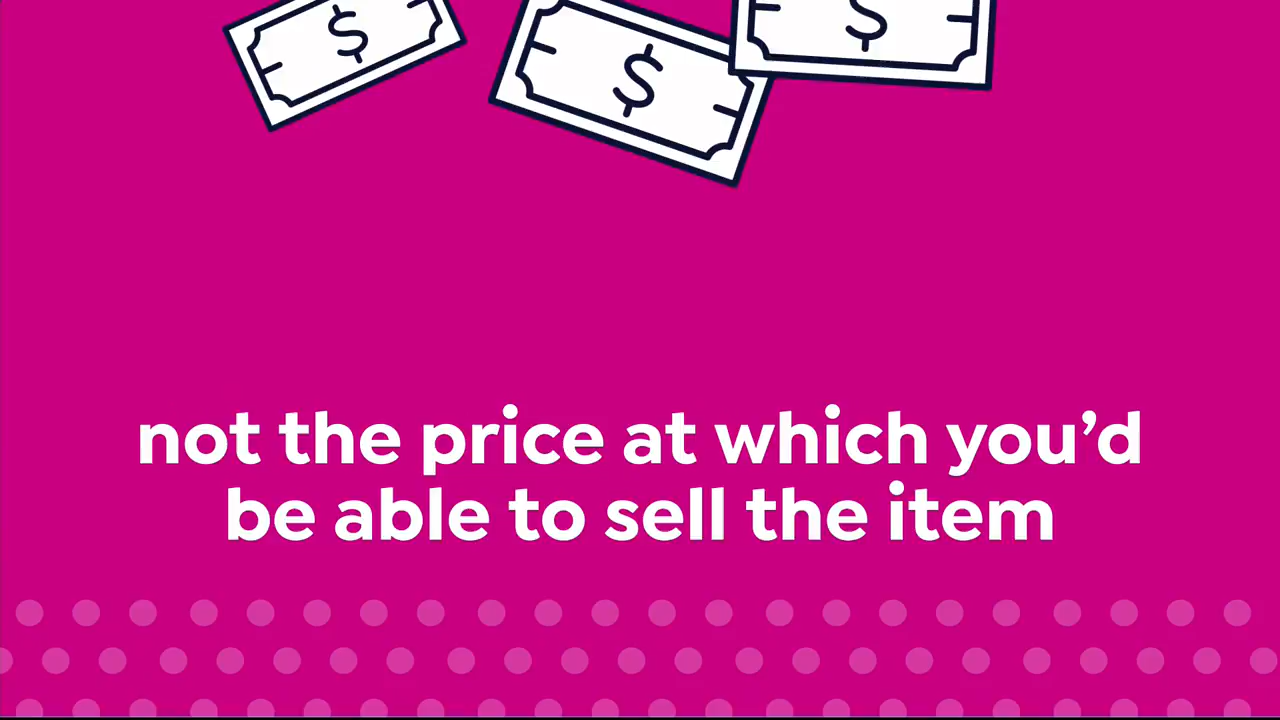 $
$
$
not the price at which you’d
be able to sell the item